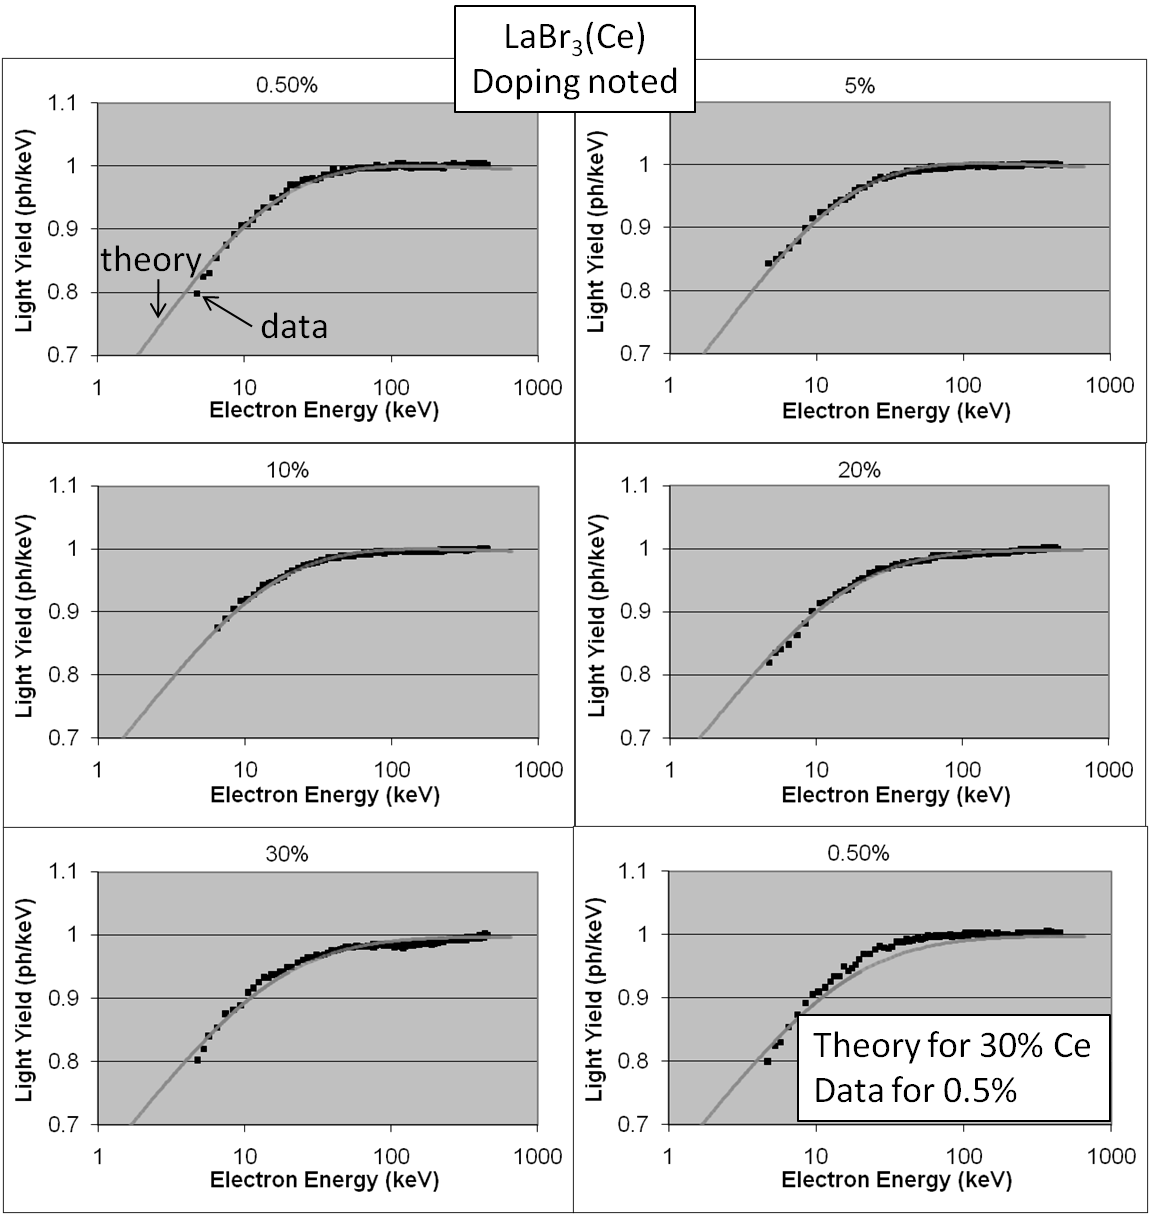 LaBr₃(Ce)
Doping noted
0.50%
Light Yield (ph/keV)
1.1
1
0.9
0.8
0.7
theory
data
1 10 100 1000
Electron Energy (keV)
5%
Light Yield (ph/keV)
1.1
1
0.9
0.8
0.7
1 10 100 1000
Electron Energy (keV)
10%
Light Yield (ph/keV)
1.1
1
0.9
0.8
0.7
1 10 100 1000
Electron Energy (keV)
20%
Light Yield (ph/keV)
1.1
1
0.9
0.8
0.7
1 10 100 1000
Electron Energy (keV)
30%
Light Yield (ph/keV)
1.1
1
0.9
0.8
0.7
1 10 100 1000
Electron Energy (keV)
0.50%
Light Yield (ph/keV)
1.1
1
0.9
0.8
0.7
Theory for 30% Ce
Data for 0.5%
1 10 100 1000
Electron Energy (keV)